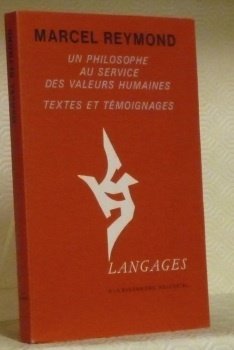 MARCEL REYMOND
UN PHILOSOPHE
AU SERVICE
DES VALEURS HUMAINES
TEXTES ET TÉMOIGNAGES
LANGAGES